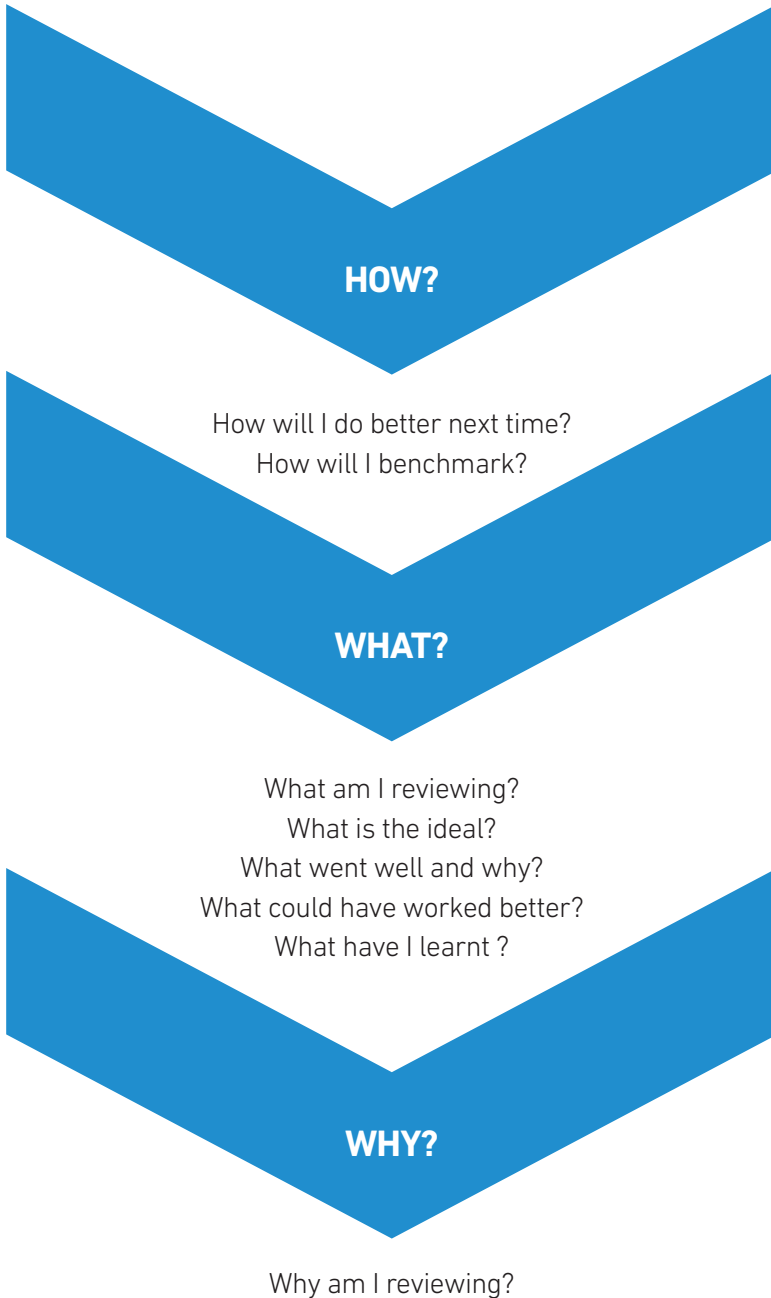 HOW?
How will I do better next time?
How will I benchmark?
WHAT?
What am I reviewing?
What is the ideal?
What went well and why?
What could have worked better?
What have I learnt ?
WHY?
Why am I reviewing?